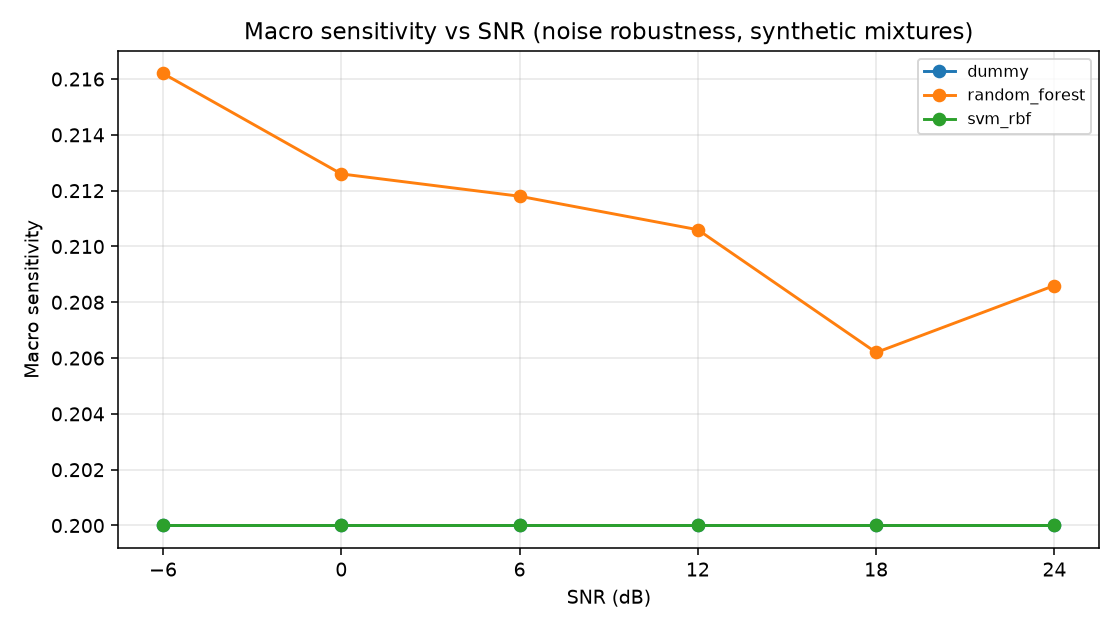 Macro sensitivity vs SNR (noise robustness, synthetic mixtures)
dummy
random_forest
svm_rbf
Macro sensitivity
0.216
0.214
0.212
0.210
0.208
0.206
0.204
0.202
0.200
−6 0 6 12 18 24
SNR (dB)